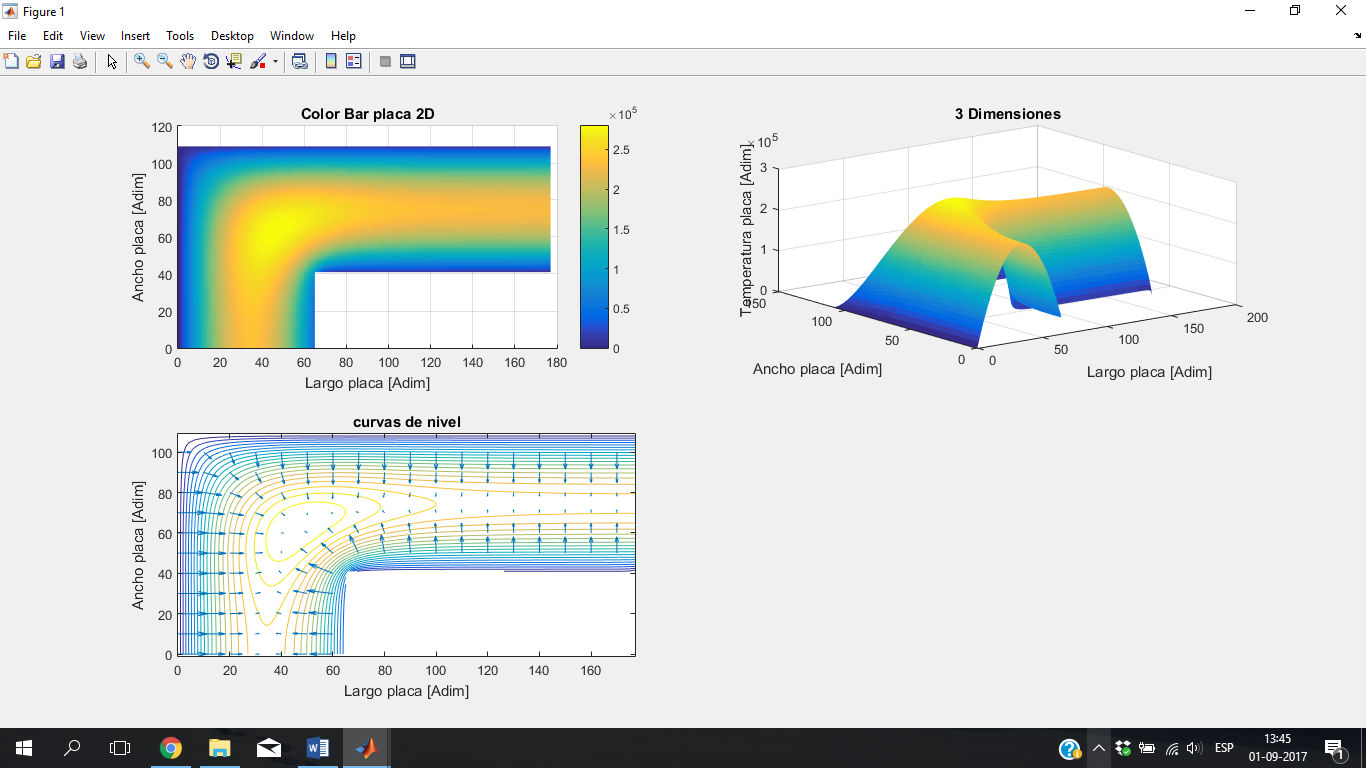 Figure 1
File Edit View Insert Tools Desktop Window Help
Color Bar placa 2D
×10^5
120
100
80
60
40
20
0
0 20 40 60 80 100 120 140 160 180
Ancho placa [Adim]
Largo placa [Adim]
2.5
2
1.5
1
0.5
0
3 Dimensiones
×10^5
3
2
1
0
Temperatura placa [Adim]
150
100
50
0
Ancho placa [Adim]
0
50
100
150
200
Largo placa [Adim]
curvas de nivel
100
80
60
40
20
0
0 20 40 60 80 100 120 140 160
Ancho placa [Adim]
Largo placa [Adim]
ESP
13:45
01-09-2017
1